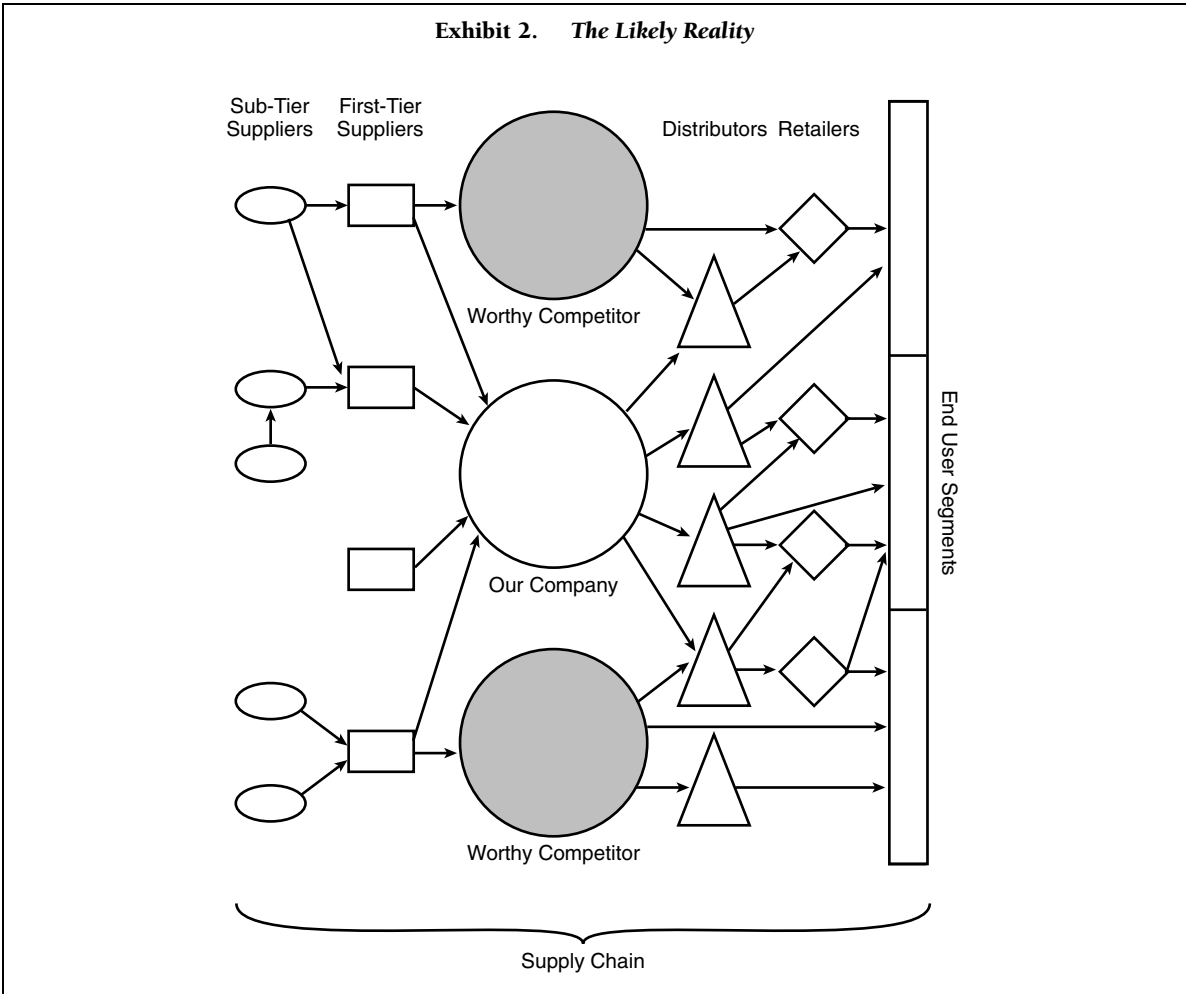 Exhibit 2. The Likely Reality
Sub-Tier
Suppliers
First-Tier
Suppliers
Distributors
Retailers
Worthy Competitor
Our Company
Worthy Competitor
End User Segments
Supply Chain